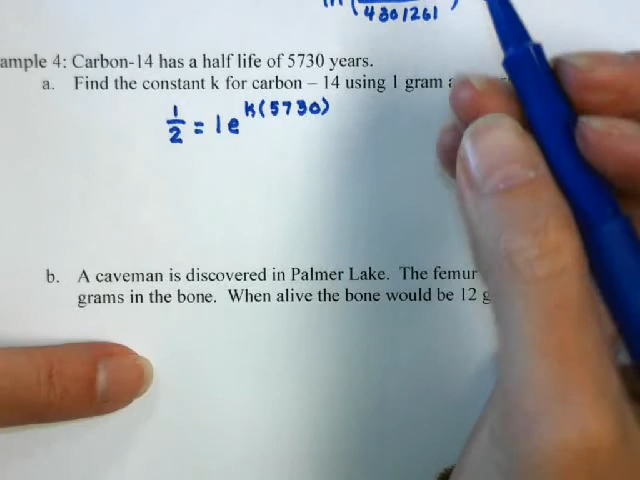 4801261
ample 4: Carbon-14 has a half life of 5730 years.
a. Find the constant k for carbon – 14 using 1 gram
1/2 = 1e^k(5730)
b. A caveman is discovered in Palmer Lake. The femur
grams in the bone. When alive the bone would be 12 g